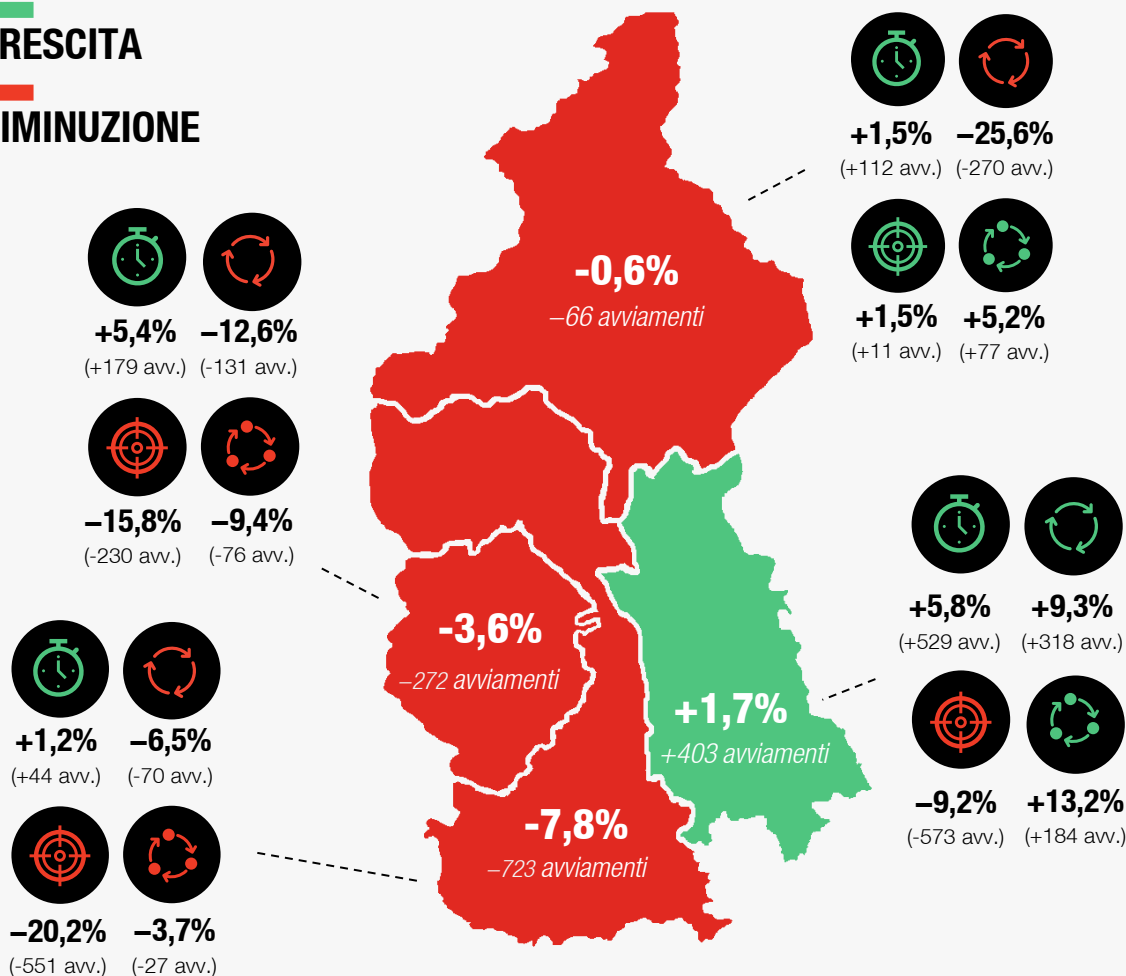 RESCITA
IMINUZIONE
+1,5% –25,6%
(+112 avv.) (-270 avv.)
+1,5% +5,2%
(+11 avv.) (+77 avv.)
-0,6%
–66 avviamenti
+5,4% –12,6%
(+179 avv.) (-131 avv.)
–15,8% –9,4%
(-230 avv.) (-76 avv.)
-3,6%
–272 avviamenti
+5,8% +9,3%
(+529 avv.) (+318 avv.)
–9,2% +13,2%
(-573 avv.) (+184 avv.)
+1,7%
+403 avviamenti
+1,2% –6,5%
(+44 avv.) (-70 avv.)
–20,2% –3,7%
(-551 avv.) (-27 avv.)
-7,8%
–723 avviamenti